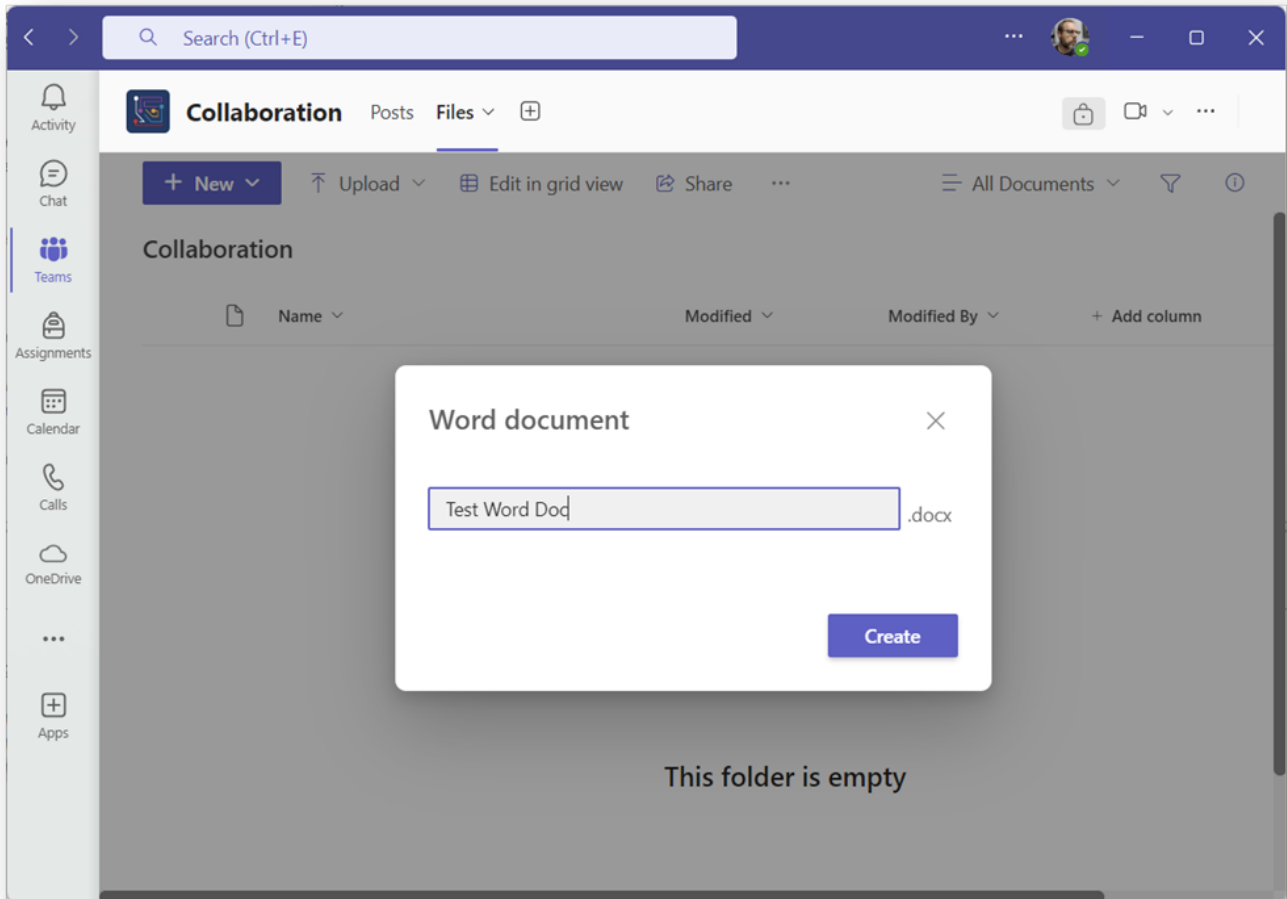 Search (Ctrl+E)
Activity
Chat
Teams
Assignments
Calendar
Calls
OneDrive
Apps
Collaboration Posts Files
New Upload Edit in grid view Share All Documents
Collaboration
Name Modified Modified By + Add column
Word document
Test Word Doc .docx
Create
This folder is empty